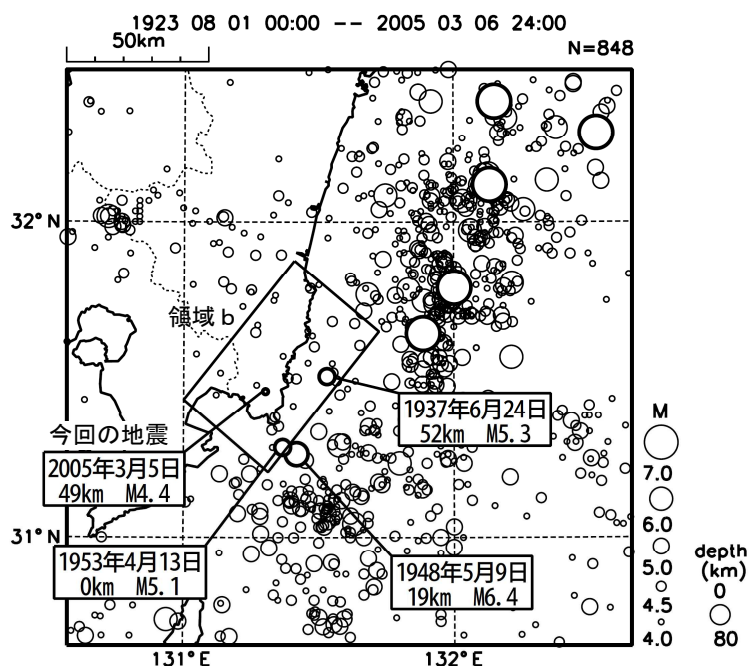 1923 08 01 00:00 -- 2005 03 06 24:00
50km
N=848
32°N
領域b
1937年6月24日
52km M5.3
今回の地震
2005年3月5日
49km M4.4
M
7.0
6.0
5.0
4.5
4.0
31°N
1953年4月13日
0km M5.1
1948年5月9日
19km M6.4
depth
(km)
0
80
131°E
132°E